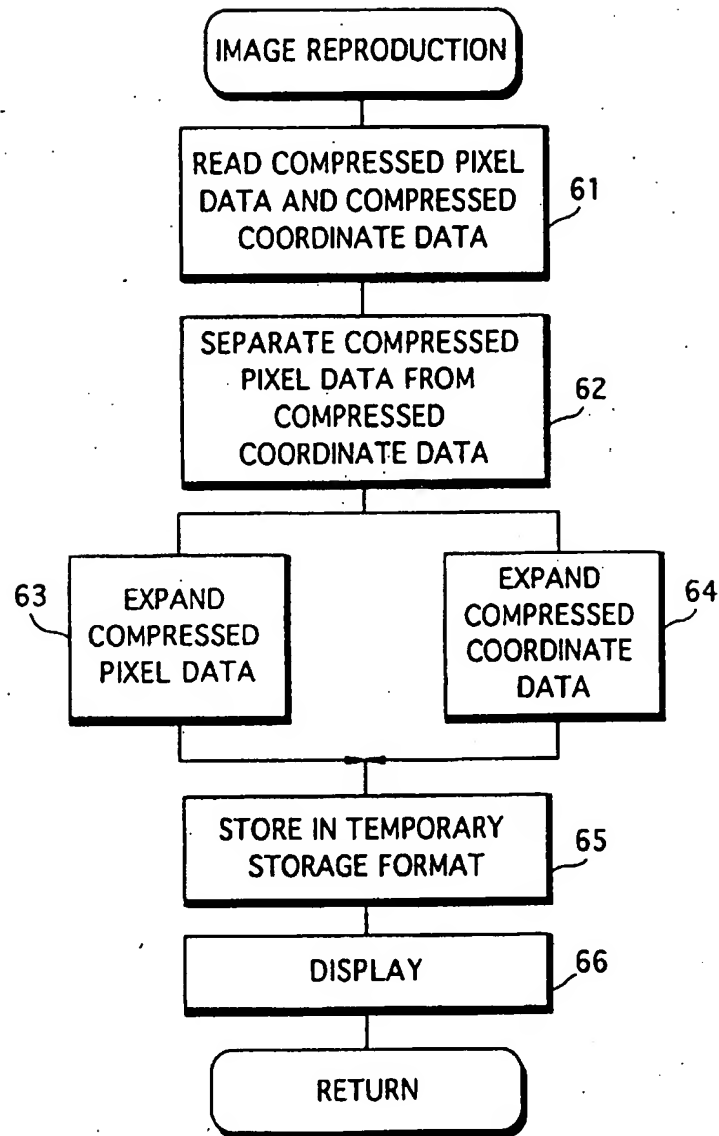 IMAGE REPRODUCTION
READ COMPRESSED PIXEL
DATA AND COMPRESSED
COORDINATE DATA
61
SEPARATE COMPRESSED
PIXEL DATA FROM
COMPRESSED
COORDINATE DATA
62
63
EXPAND
COMPRESSED
PIXEL DATA
EXPAND
COMPRESSED
COORDINATE
DATA
64
STORE IN TEMPORARY
STORAGE FORMAT
65
DISPLAY
66
RETURN